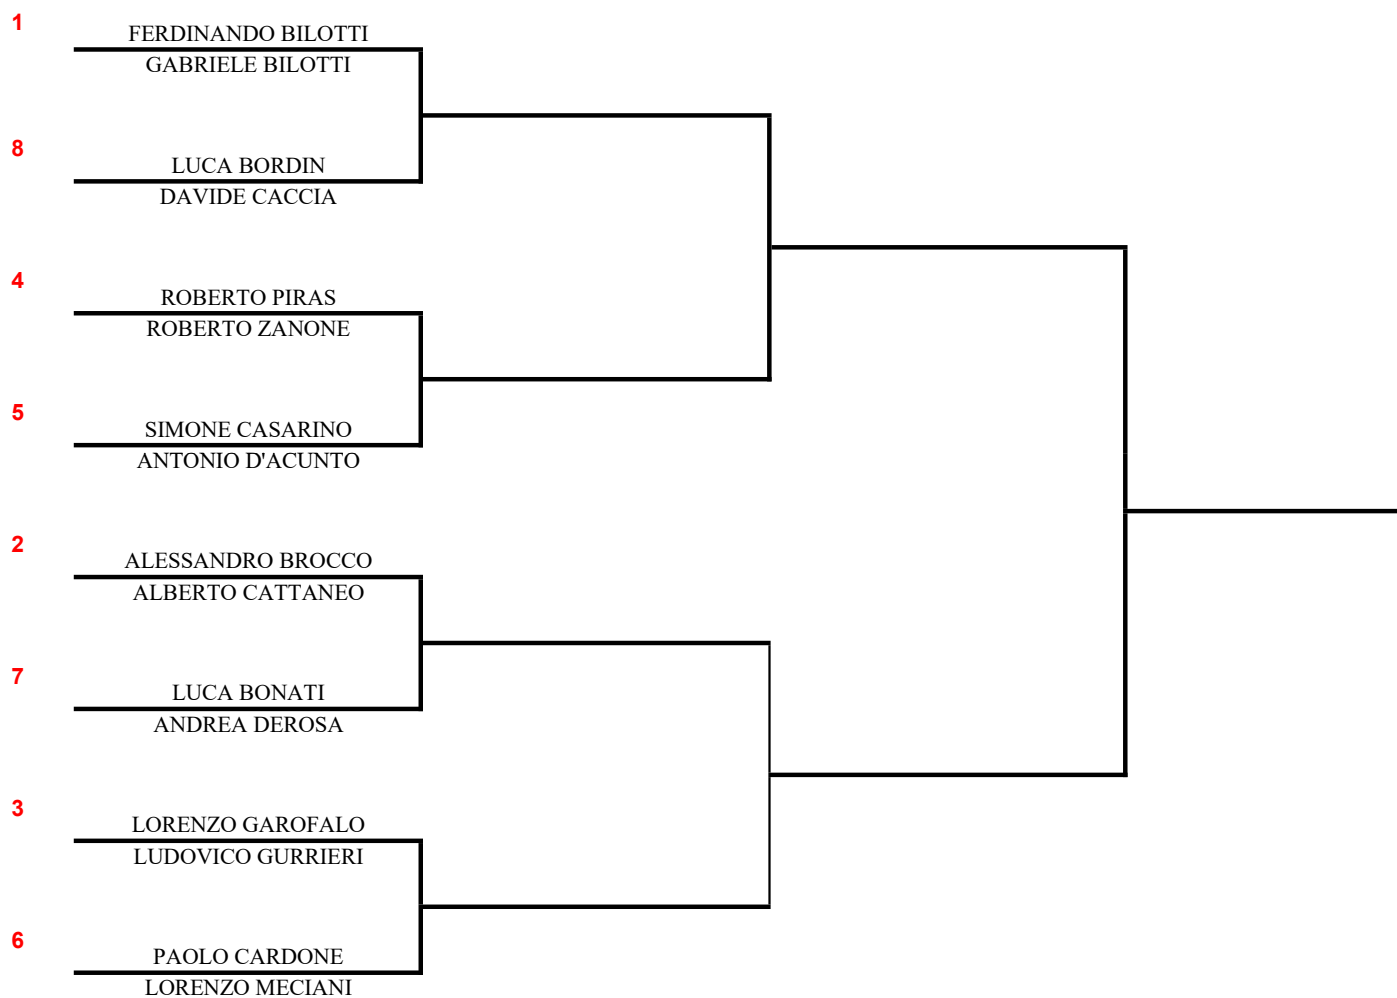 1
FERDINANDO BILOTTI
GABRIELE BILOTTI
8
LUCA BORDIN
DAVIDE CACCIA
4
ROBERTO PIRAS
ROBERTO ZANONE
5
SIMONE CASARINO
ANTONIO D'ACUNTO
2
ALESSANDRO BROCCO
ALBERTO CATTANEO
7
LUCA BONATI
ANDREA DEROSA
3
LORENZO GAROFALO
LUDOVICO GURRIERI
6
PAOLO CARDONE
LORENZO MECIANI